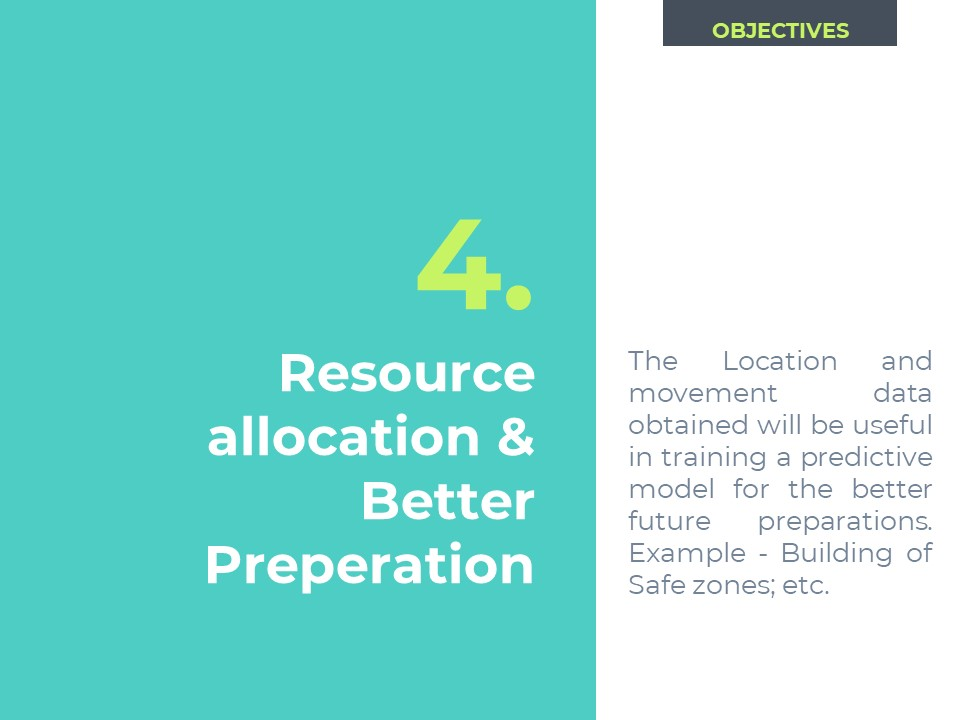 OBJECTIVES
4.
Resource
allocation &
Better
Preperation
The Location and
movement data
obtained will be useful
in training a predictive
model for the better
future preparations.
Example - Building of
Safe zones; etc.